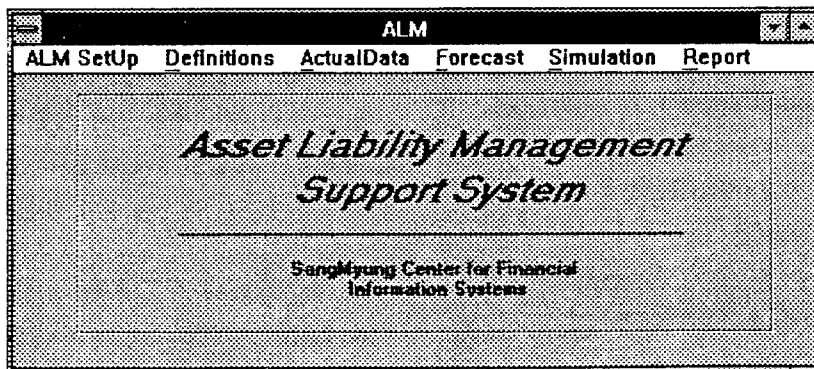 ALM
ALM SetUp Definitions ActualData Forecast Simulation Report
Asset Liability Management
Support System
SangMyung Center for Financial
Information Systems